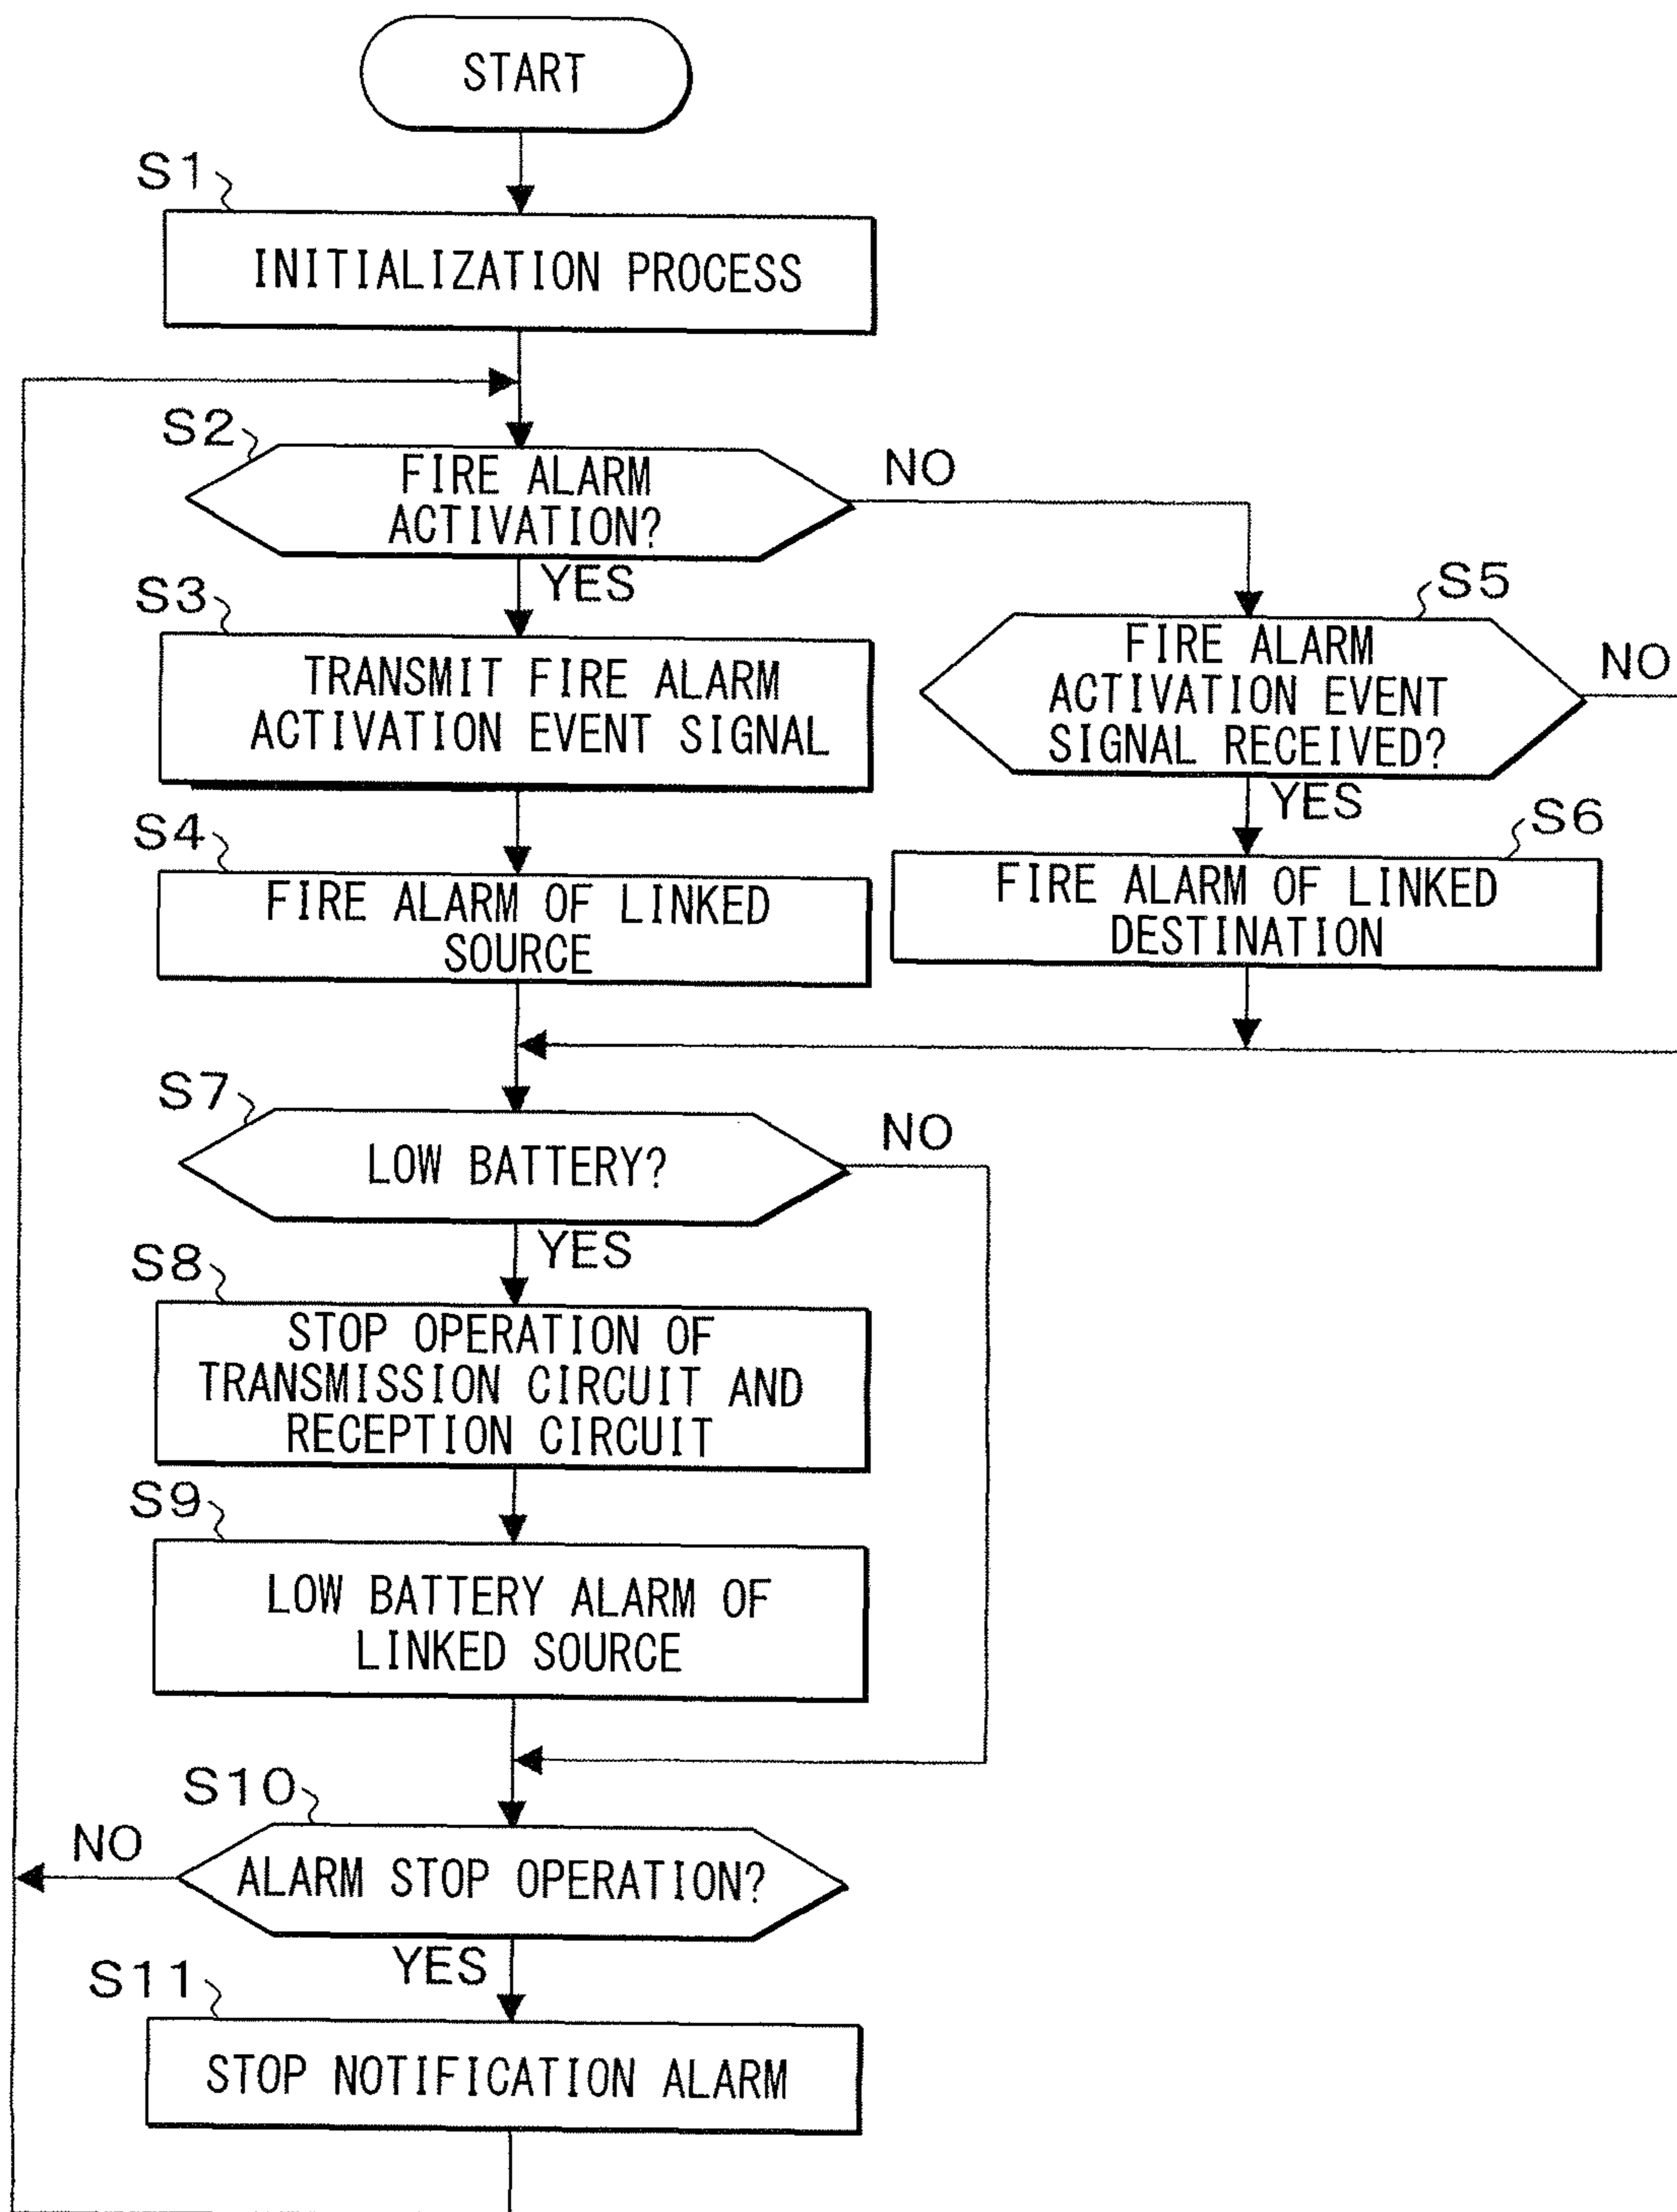 START
S1
INITIALIZATION PROCESS
S2
FIRE ALARM
ACTIVATION?
NO
YES
S3
TRANSMIT FIRE ALARM
ACTIVATION EVENT SIGNAL
S5
FIRE ALARM
ACTIVATION EVENT
SIGNAL RECEIVED?
NO
YES
S4
FIRE ALARM OF LINKED
SOURCE
S6
FIRE ALARM OF LINKED
DESTINATION
S7
LOW BATTERY?
NO
YES
S8
STOP OPERATION OF
TRANSMISSION CIRCUIT AND
RECEPTION CIRCUIT
S9
LOW BATTERY ALARM OF
LINKED SOURCE
S10
NO
ALARM STOP OPERATION?
YES
S11
STOP NOTIFICATION ALARM